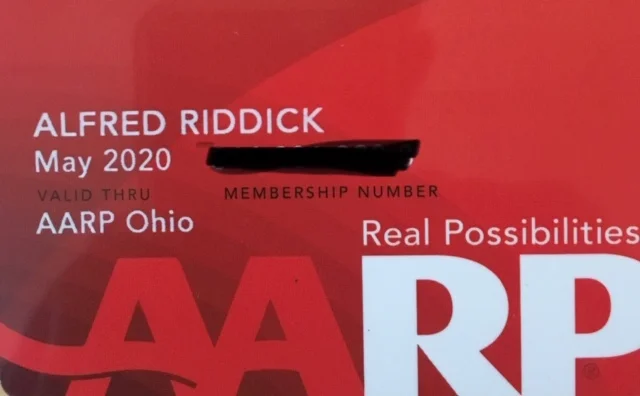 ALFRED RIDDICK
May 2020
VALID THRU MEMBERSHIP NUMBER
AARP Ohio
Real Possibilities
AARP®